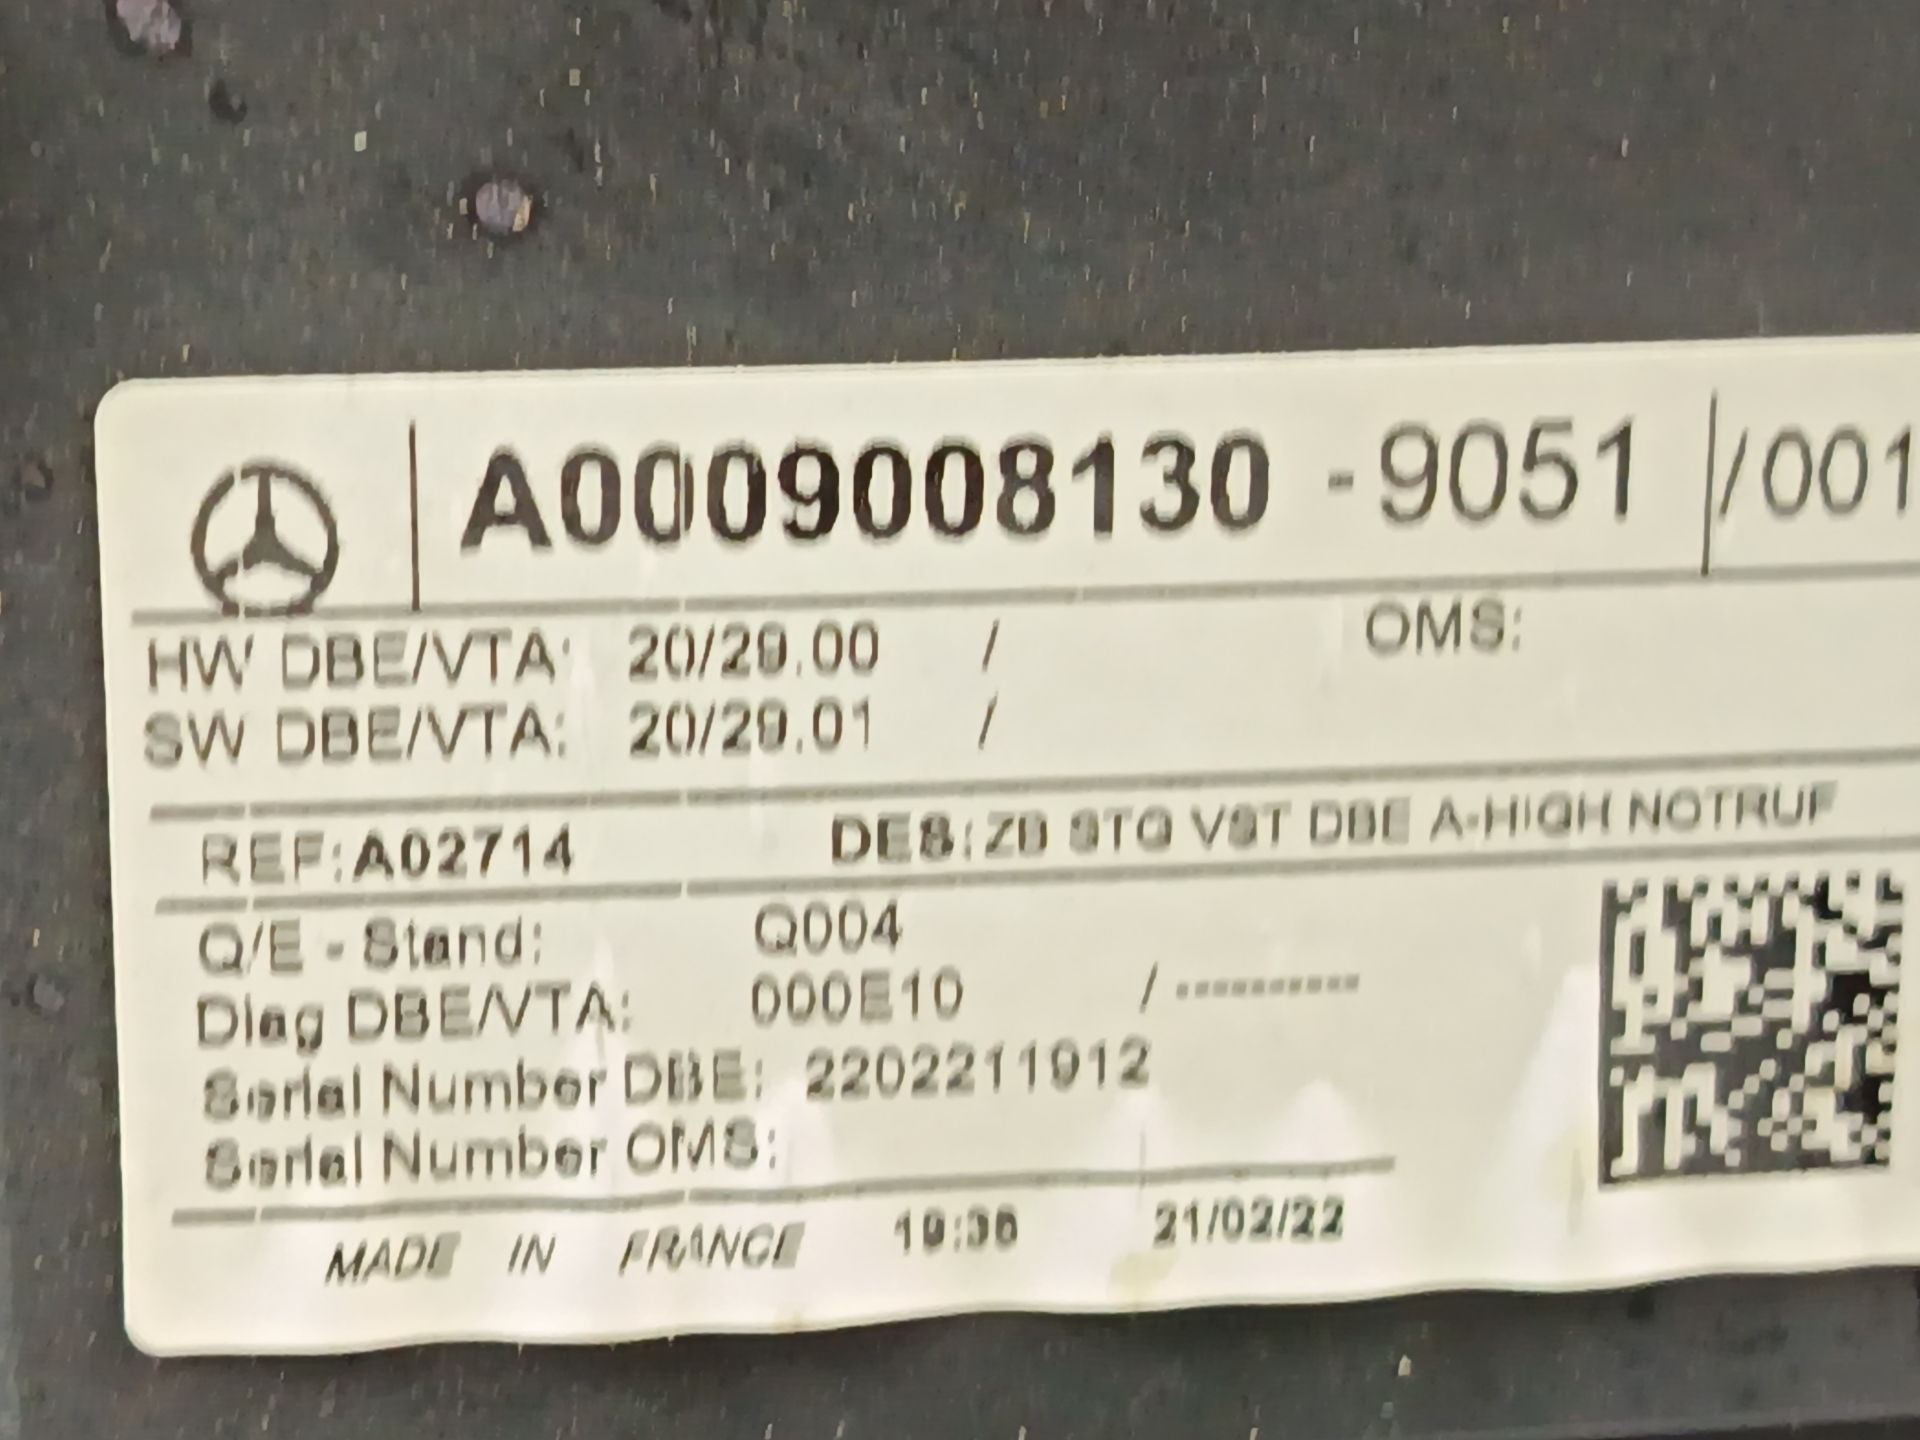 A0009008130 - 9051 /001
HW DBE/VTA: 20/29.00 / OMS:
SW DBE/VTA: 20/29.01 /
REF:A02714 DES:ZB STG VST DBE A-HIGH NOTRUF
Q/E - Stand: Q004
Diag DBE/VTA: 000E10 / ----------
Serial Number DBE: 2202211912
Serial Number OMS:
MADE IN FRANCE 21/02/22